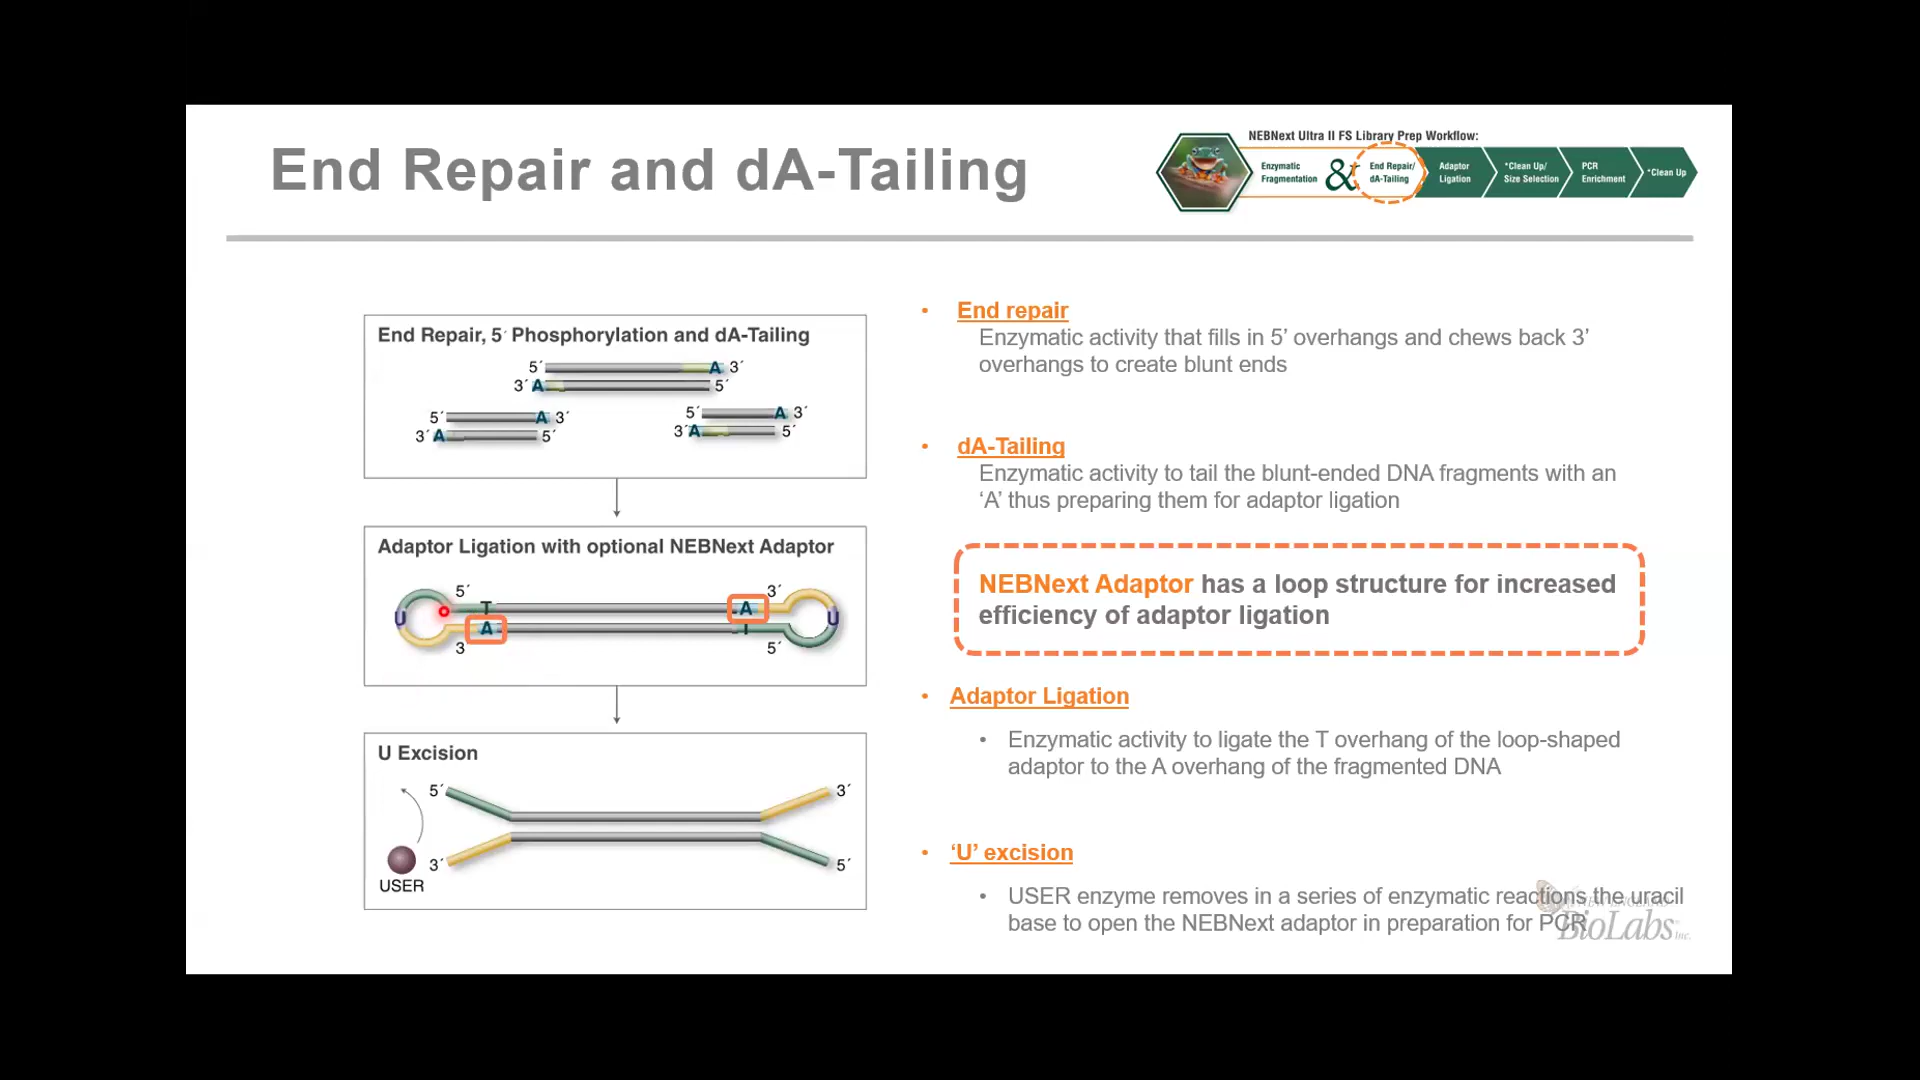 End Repair and dA-Tailing
NEBNext Ultra II FS Library Prep Workflow:
Enzymatic Fragmentation
&
End Repair/ dA-Tailing
Adaptor Ligation
*Clean Up/ Size Selection
PCR Enrichment
*Clean Up
End Repair, 5´ Phosphorylation and dA-Tailing
5´ A 3´
3´ A 5´
5´ A 3´
3´ A 5´
5´ A 3´
3´ A 5´
Adaptor Ligation with optional NEBNext Adaptor
5´ 3´
T A
U U
A T
3 5´
U Excision
5´ 3´
3´ 5´
USER
• End repair
Enzymatic activity that fills in 5’ overhangs and chews back 3’
overhangs to create blunt ends
• dA-Tailing
Enzymatic activity to tail the blunt-ended DNA fragments with an
‘A’ thus preparing them for adaptor ligation
NEBNext Adaptor has a loop structure for increased
efficiency of adaptor ligation
• Adaptor Ligation
• Enzymatic activity to ligate the T overhang of the loop-shaped
adaptor to the A overhang of the fragmented DNA
• ‘U’ excision
• USER enzyme removes in a series of enzymatic reactions the uracil
base to open the NEBNext adaptor in preparation for PCR
BioLabs Inc.